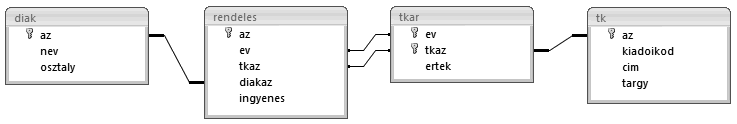 diak
az
nev
osztaly
rendeles
az
ev
tkaz
diakaz
ingyenes
tkar
ev
tkaz
ertek
tk
az
kiadoikod
cim
targy